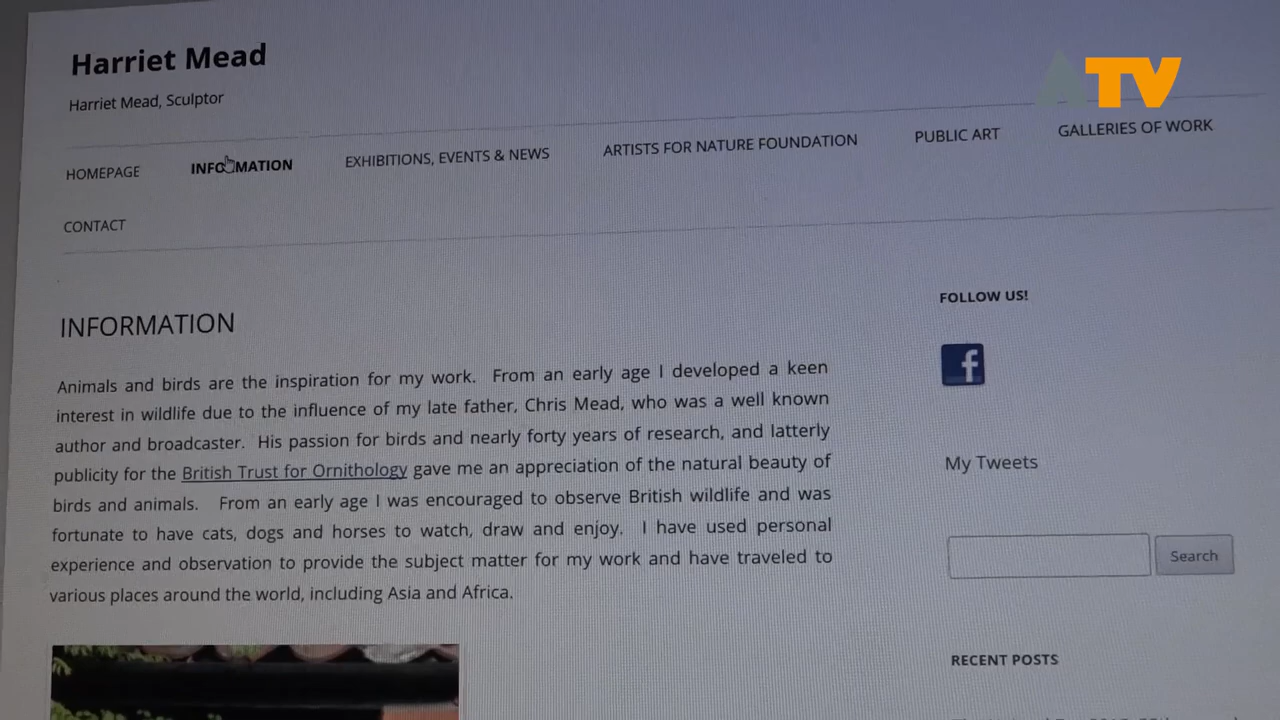 Harriet Mead
Harriet Mead, Sculptor
ATV
HOMEPAGE
INFORMATION
EXHIBITIONS, EVENTS & NEWS
ARTISTS FOR NATURE FOUNDATION
PUBLIC ART
GALLERIES OF WORK
CONTACT
INFORMATION
Animals and birds are the inspiration for my work. From an early age I developed a keen
interest in wildlife due to the influence of my late father, Chris Mead, who was a well known
author and broadcaster. His passion for birds and nearly forty years of research, and latterly
publicity for the British Trust for Ornithology gave me an appreciation of the natural beauty of
birds and animals. From an early age I was encouraged to observe British wildlife and was
fortunate to have cats, dogs and horses to watch, draw and enjoy. I have used personal
experience and observation to provide the subject matter for my work and have traveled to
various places around the world, including Asia and Africa.
FOLLOW US!
f
My Tweets
Search
RECENT POSTS